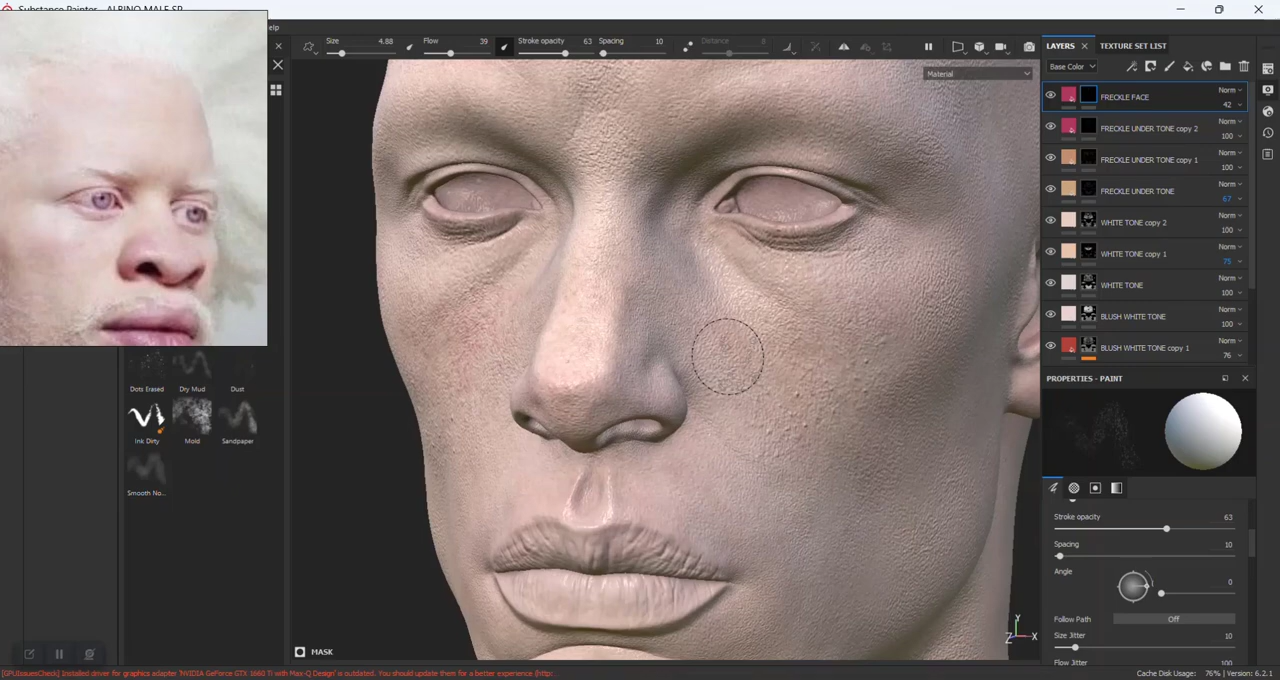 Substance Painter - ALBINO MALE SP
elp
Size 4.88 Flow 39 Stroke opacity 63 Spacing 10 Distance 8
Material
LAYERS TEXTURE SET LIST
Base Color
FRECKLE FACE Norm 42
FRECKLE UNDER TONE copy 2 Norm 100
FRECKLE UNDER TONE copy 1 Norm 100
FRECKLE UNDER TONE Norm 67
WHITE TONE copy 2 Norm 100
WHITE TONE copy 1 Norm 75
WHITE TONE Norm 100
BLUSH WHITE TONE Norm 100
BLUSH WHITE TONE copy 1 Norm 76
PROPERTIES - PAINT
Stroke opacity 63
Spacing 10
Angle 0
Follow Path Off
Size Jitter 10
Flow Jitter 100
Dots Erased Dry Mud Dust
Ink Dirty Mold Sandpaper
Smooth No...
MASK
Y
Z X
[GPUIssuesCheck] Installed driver for graphics adapter 'NVIDIA GeForce GTX 1660 Ti with Max-Q Design' is outdated. You should update them for a better experience (http:
Cache Disk Usage: 76% | Version: 6.2.1